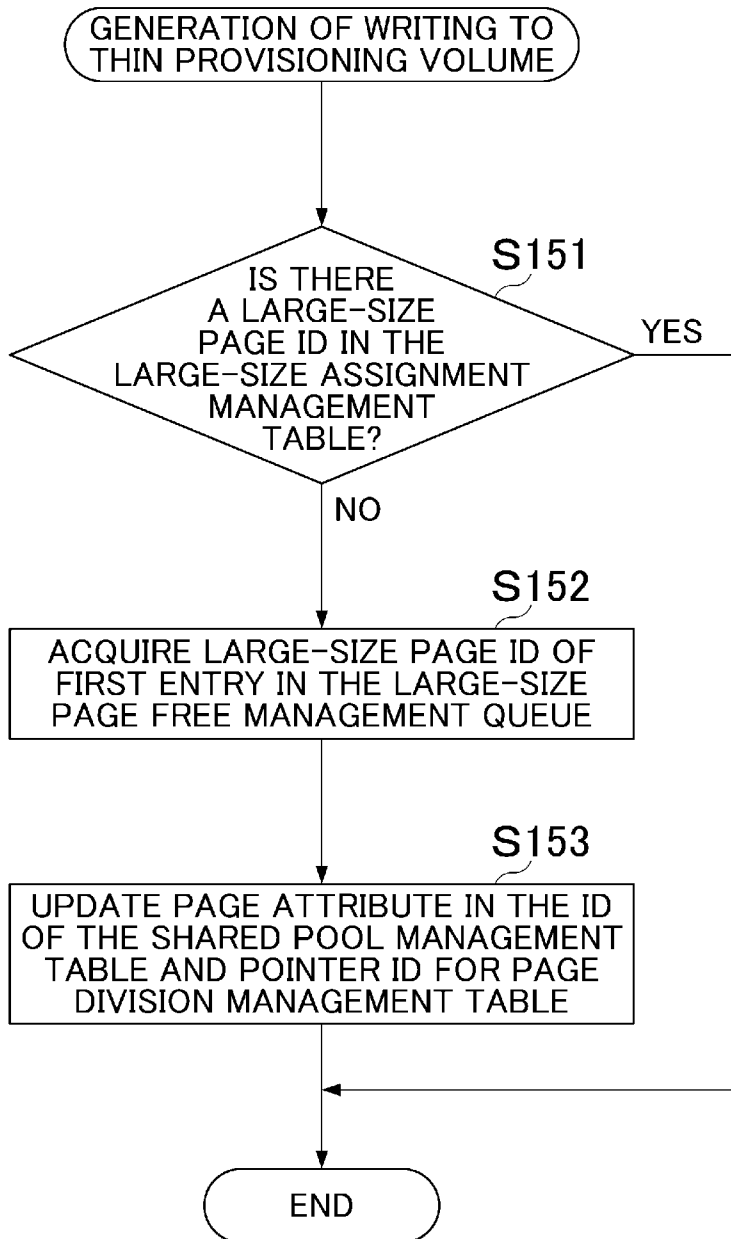 GENERATION OF WRITING TO
THIN PROVISIONING VOLUME
S151
IS THERE
A LARGE-SIZE
PAGE ID IN THE
LARGE-SIZE ASSIGNMENT
MANAGEMENT
TABLE?
YES
NO
S152
ACQUIRE LARGE-SIZE PAGE ID OF
FIRST ENTRY IN THE LARGE-SIZE
PAGE FREE MANAGEMENT QUEUE
S153
UPDATE PAGE ATTRIBUTE IN THE ID
OF THE SHARED POOL MANAGEMENT
TABLE AND POINTER ID FOR PAGE
DIVISION MANAGEMENT TABLE
END